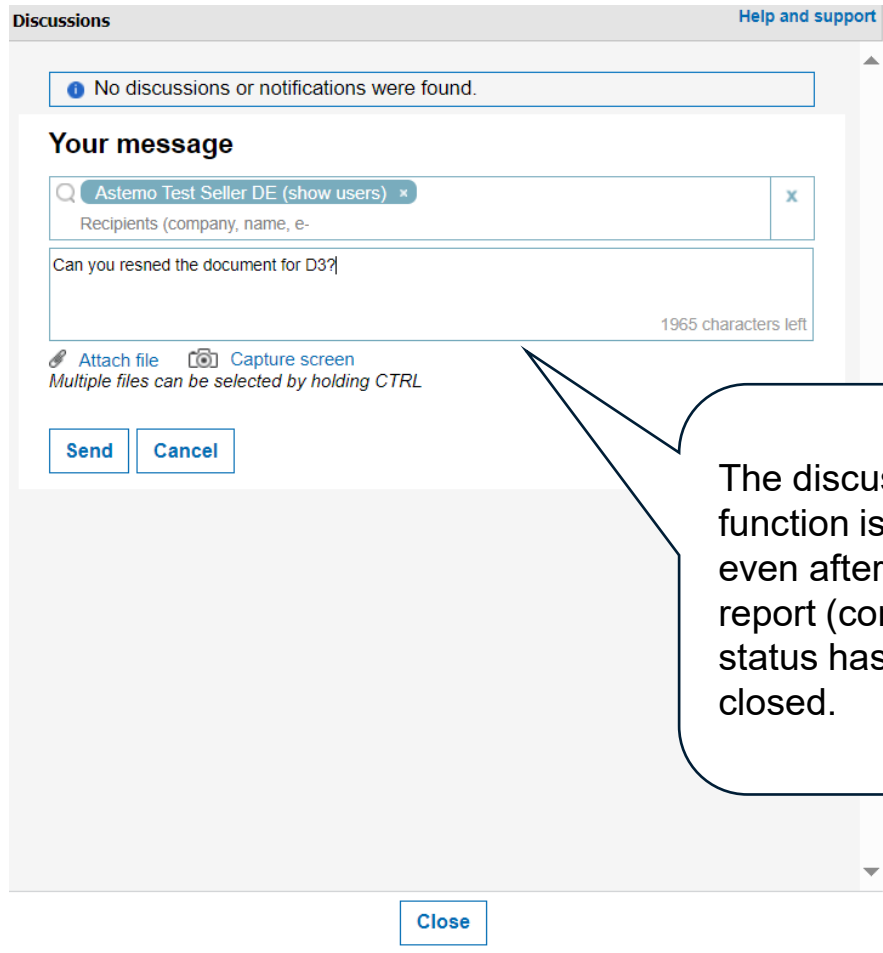 Discussions
Help and support
No discussions or notifications were found.
Your message
Astemo Test Seller DE (show users) ×
x
Recipients (company, name, e-
Can you resned the document for D3?
1965 characters left
Attach file
Capture screen
Multiple files can be selected by holding CTRL
Send
Cancel
The
function is
even after
report
status has
closed.
Close